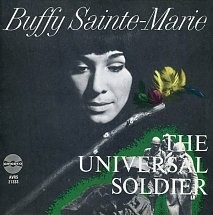 Buffy Sainte-Marie
THE
UNIVERSAL
SOLDIER